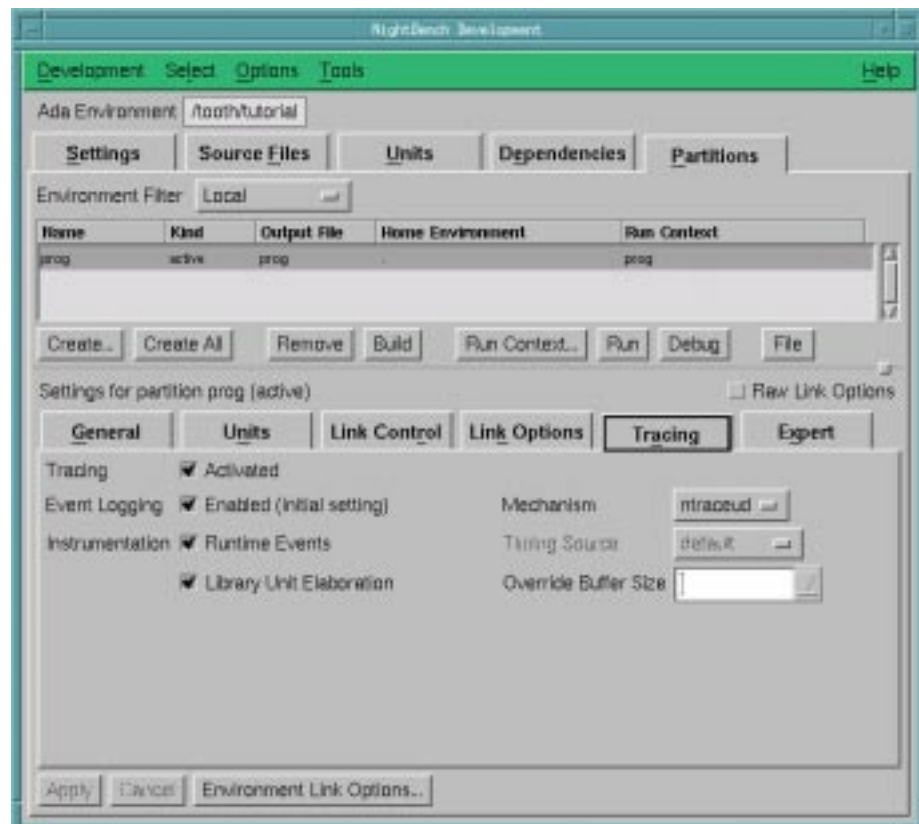 NightBench Development
Development Select Options Tools Help
Ada Environment /tooth/tutorial
Settings Source Files Units Dependencies Partitions
Environment Filter Local
Name Kind Output File Home Environment Run Context
prog active prog . prog
Create... Create All Remove Build Run Context... Run Debug File
Settings for partition prog (active) Raw Link Options
General Units Link Control Link Options Tracing Expert
Tracing Activated
Event Logging Enabled (initial setting) Mechanism ntraceud
Instrumentation Runtime Events Timing Source default
Library Unit Elaboration Override Buffer Size
Apply Cancel Environment Link Options...